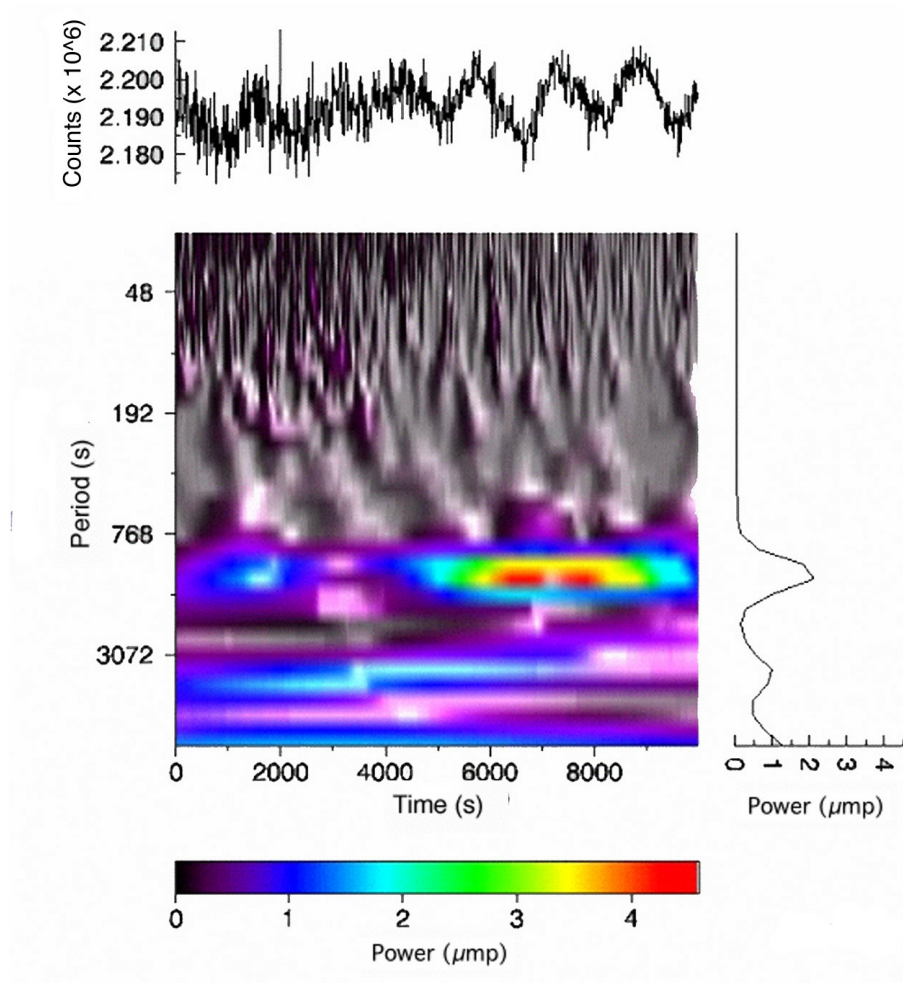 Counts (x 10^6)
2.210
2.200
2.190
2.180
Period (s)
48
192
768
3072
0 2000 4000 6000 8000
Time (s)
0 1 2 3 4
Power (µmp)
0 1 2 3 4
Power (µmp)